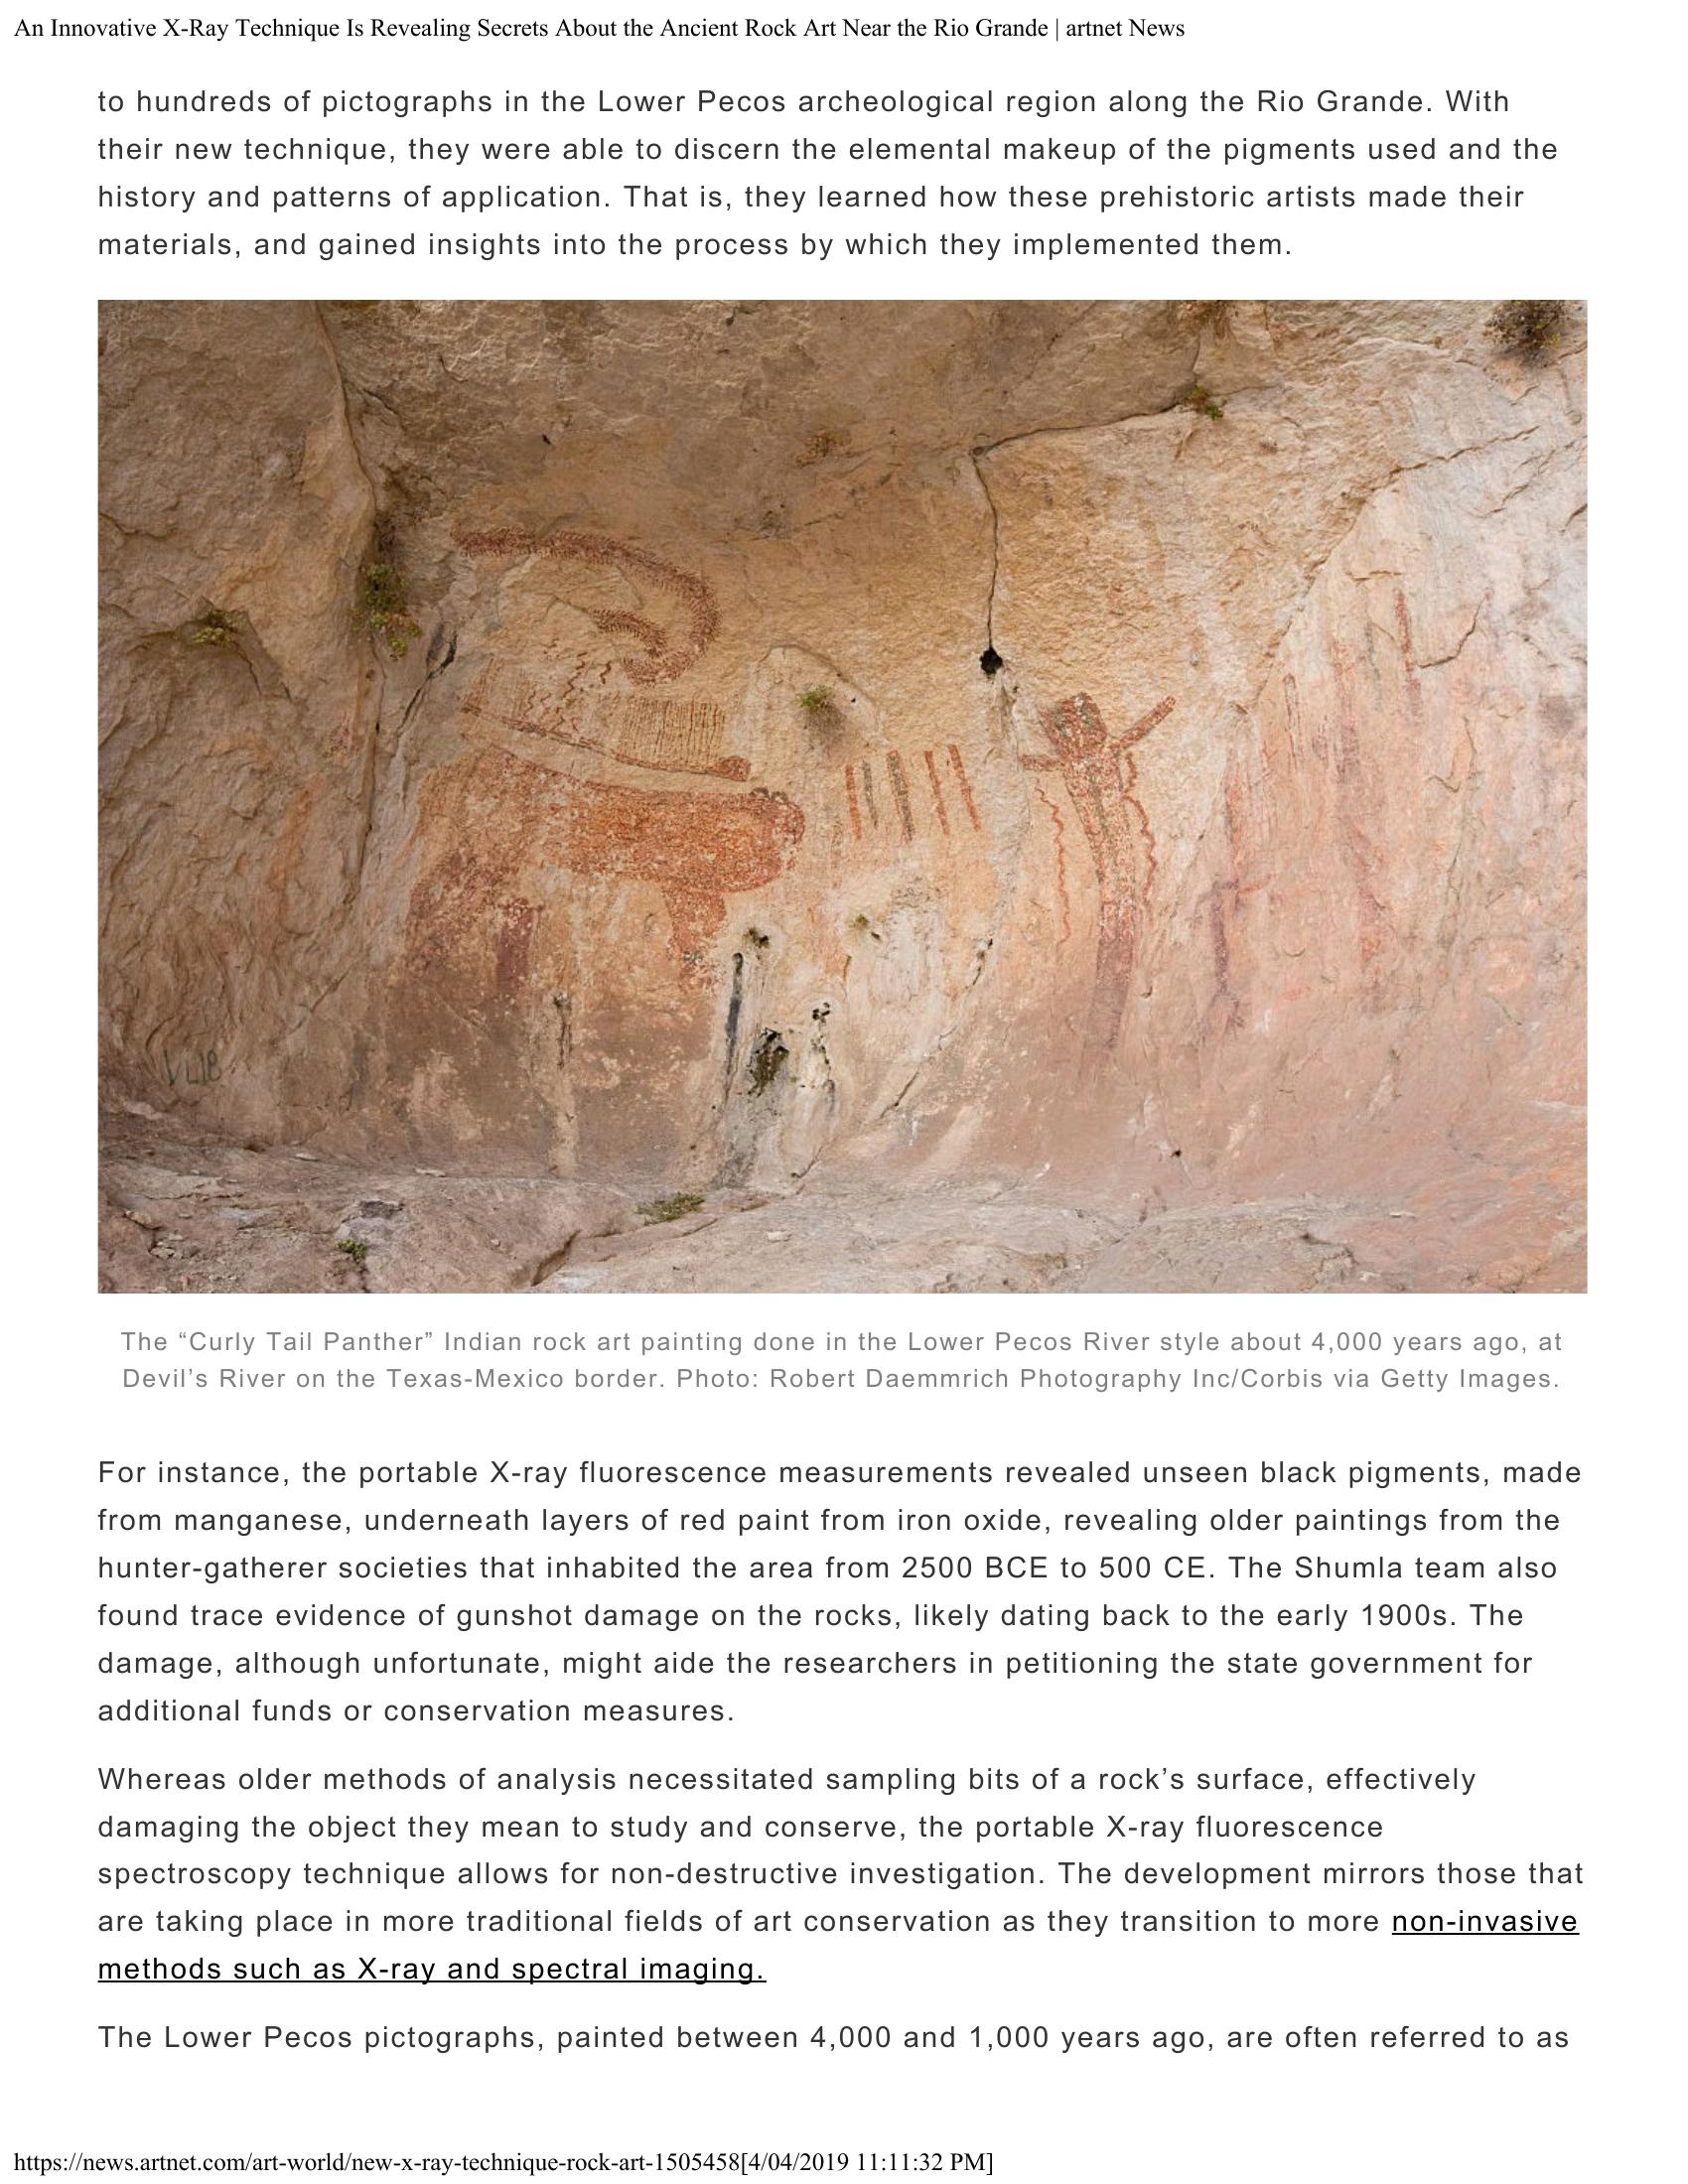 An Innovative X-Ray Technique Is Revealing Secrets About the Ancient Rock Art Near the Rio Grande | artnet News
to hundreds of pictographs in the Lower Pecos archeological region along the Rio Grande. With
their new technique, they were able to discern the elemental makeup of the pigments used and the
history and patterns of application. That is, they learned how these prehistoric artists made their
materials, and gained insights into the process by which they implemented them.
The “Curly Tail Panther” Indian rock art painting done in the Lower Pecos River style about 4,000 years ago, at
Devil’s River on the Texas-Mexico border. Photo: Robert Daemmrich Photography Inc/Corbis via Getty Images.
For instance, the portable X-ray fluorescence measurements revealed unseen black pigments, made
from manganese, underneath layers of red paint from iron oxide, revealing older paintings from the
hunter-gatherer societies that inhabited the area from 2500 BCE to 500 CE. The Shumla team also
found trace evidence of gunshot damage on the rocks, likely dating back to the early 1900s. The
damage, although unfortunate, might aide the researchers in petitioning the state government for
additional funds or conservation measures.
Whereas older methods of analysis necessitated sampling bits of a rock’s surface, effectively
damaging the object they mean to study and conserve, the portable X-ray fluorescence
spectroscopy technique allows for non-destructive investigation. The development mirrors those that
are taking place in more traditional fields of art conservation as they transition to more non-invasive
methods such as X-ray and spectral imaging.
The Lower Pecos pictographs, painted between 4,000 and 1,000 years ago, are often referred to as
https://news.artnet.com/art-world/new-x-ray-technique-rock-art-1505458[4/04/2019 11:11:32 PM]